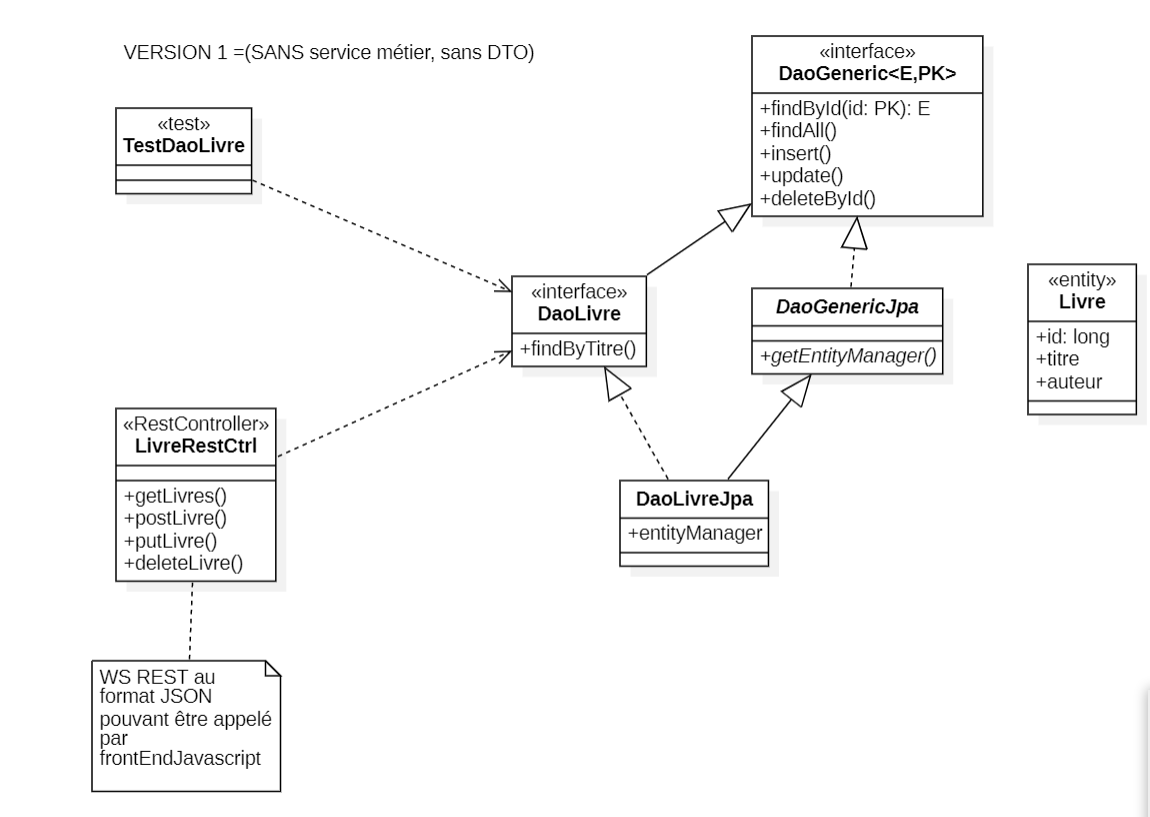 VERSION 1 =(SANS service métier, sans DTO)
«interface»
DaoGeneric<E,PK>
+findById(id: PK): E
+findAll()
+insert()
+update()
+deleteById()
«test»
TestDaoLivre
«interface»
DaoLivre
+findByTitre()
DaoGenericJpa
+getEntityManager()
«entity»
Livre
+id: long
+titre
+auteur
«RestController»
LivreRestCtrl
+getLivres()
+postLivre()
+putLivre()
+deleteLivre()
DaoLivreJpa
+entityManager
WS REST au
format JSON
pouvant être appelé
par
frontEndJavascript